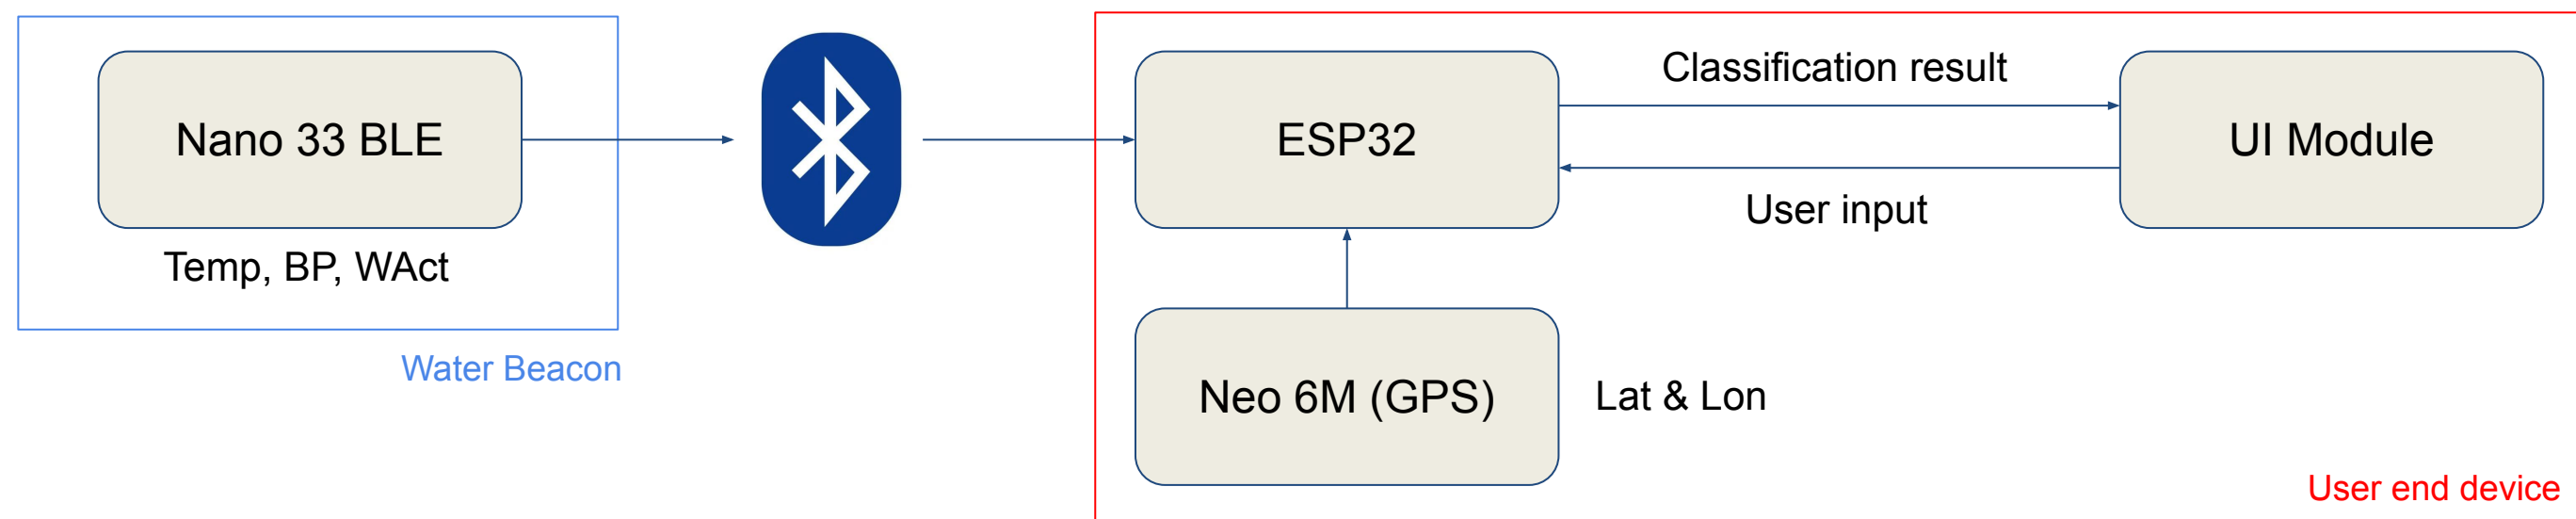 Nano 33 BLE
Temp, BP, WAct
Water Beacon
ESP32
Classification result
User input
UI Module
Neo 6M (GPS)
Lat & Lon
User end device